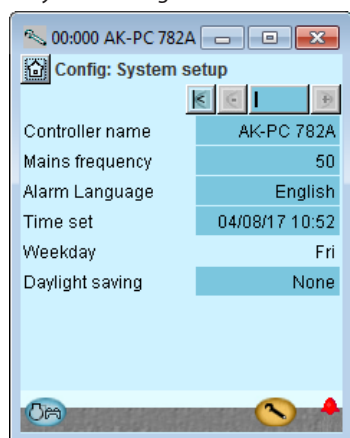 00:000 AK-PC 782A
Config: System setup
Controller name AK-PC 782A
Mains frequency 50
Alarm Language English
Time set 04/08/17 10:52
Weekday Fri
Daylight saving None